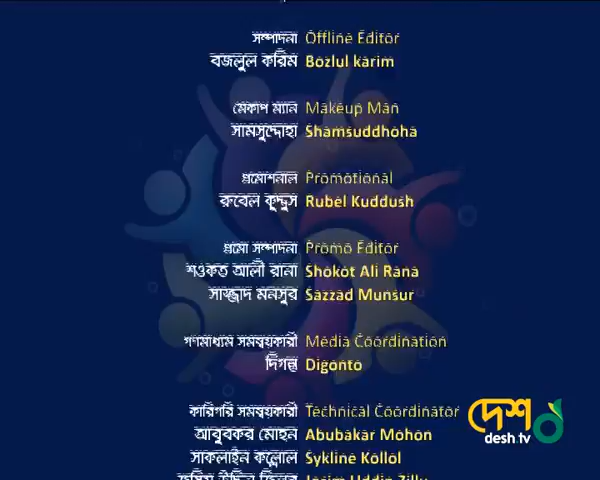 সম্পাদনা Offline Editor
বজলুল করিম Bozlul karim
মেকাপ ম্যান Makeup Man
সামসুদ্দোহা Shamsuddhoha
প্রমোশনাল Promotional
রুবেল কুদ্দুস Rubel Kuddush
প্রমো সম্পাদনা Promo Editor
শওকত আলী রানা Shokot Ali Rana
সাজ্জাদ মনসুর Sazzad Munsur
গণমাধ্যম সমন্বয়কারী Media Coordination
দিগন্ত Digonto
কারিগরি সমন্বয়কারী Technical Coordinator
আবুবকর মোহন Abubakar Mohon
সাকলাইন কল্লোল Sykline Kollol
দেশ
desh tv